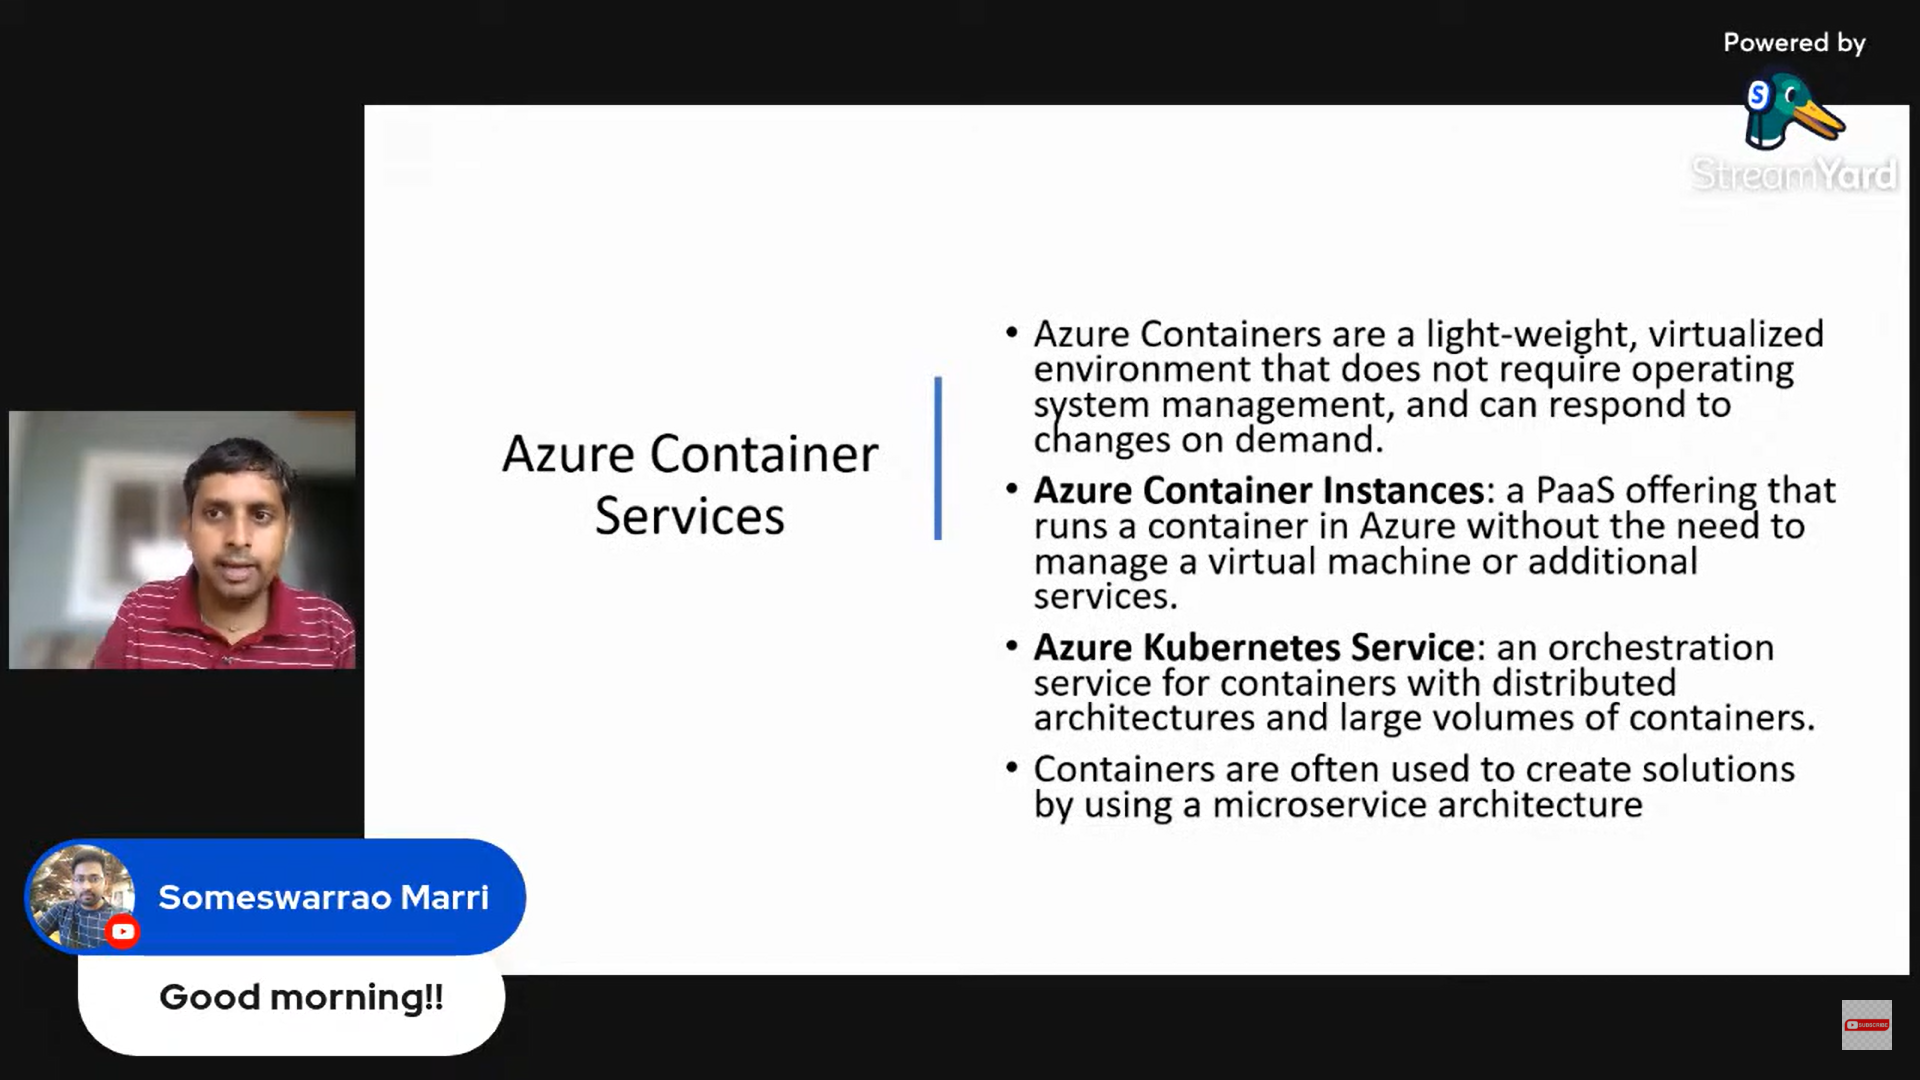 Powered by
S
StreamYard
Azure Container
Services
• Azure Containers are a light-weight, virtualized
environment that does not require operating
system management, and can respond to
changes on demand.
• Azure Container Instances: a PaaS offering that
runs a container in Azure without the need to
manage a virtual machine or additional
services.
• Azure Kubernetes Service: an orchestration
service for containers with distributed
architectures and large volumes of containers.
• Containers are often used to create solutions
by using a microservice architecture
Someswarrao Marri
Good morning!!
SUBSCRIBE